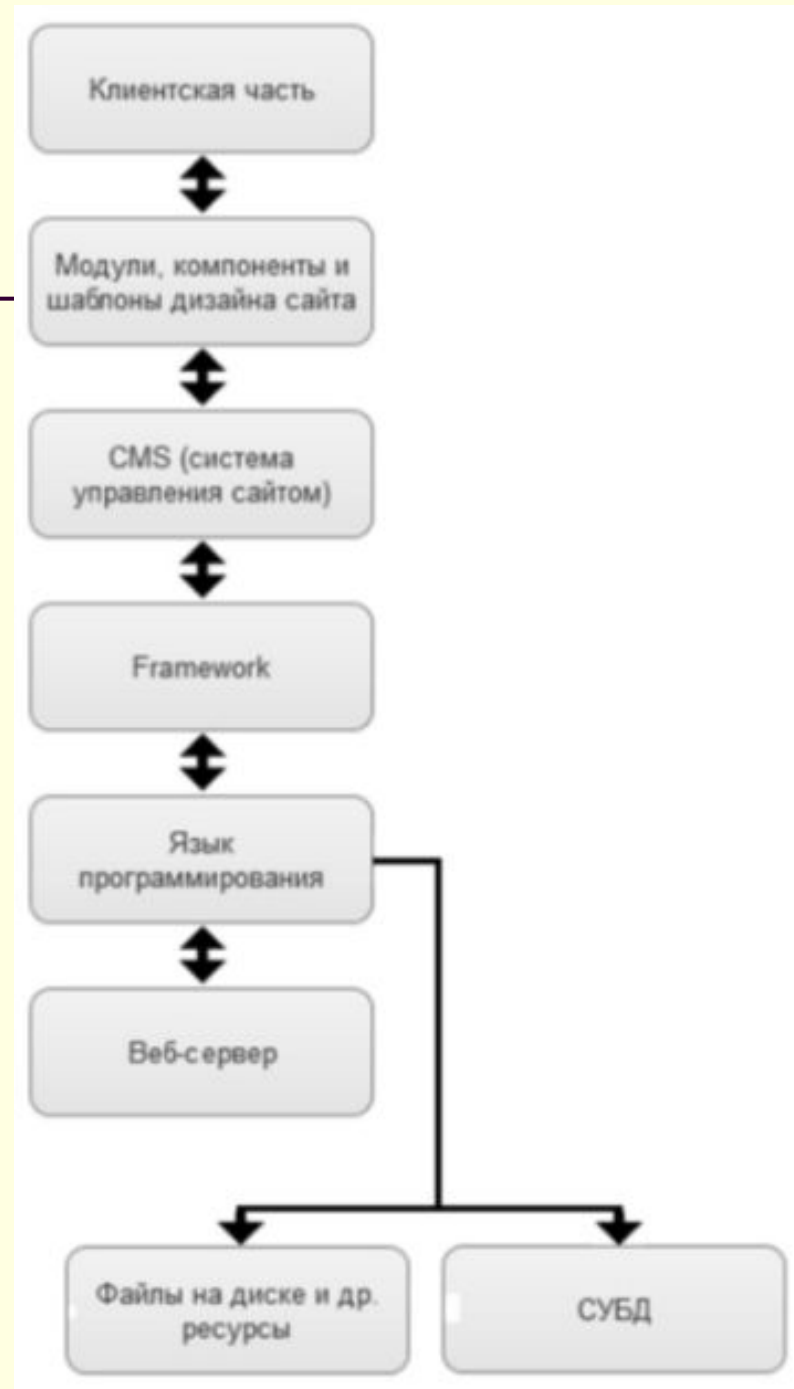 Клиентская часть
Модули, компоненты и
шаблоны дизайна сайта
CMS (система
управления сайтом)
Framework
Язык
программирования
Веб-сервер
Файлы на диске и др.
ресурсы
СУБД